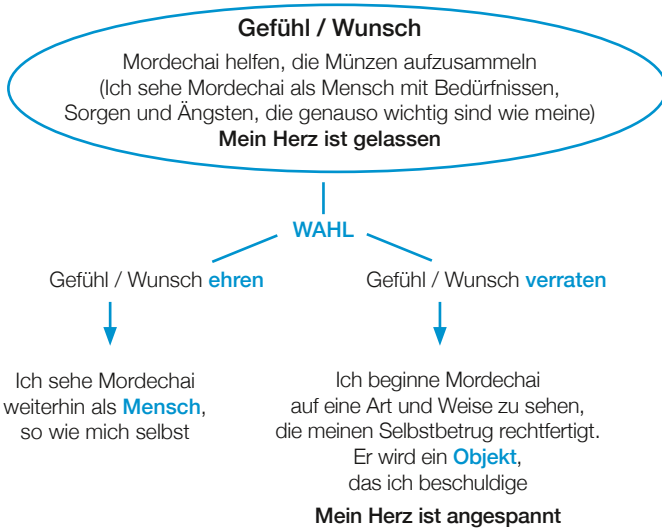 Gefühl / Wunsch
Mordechai helfen, die Münzen aufzusammeln
(Ich sehe Mordechai als Mensch mit Bedürfnissen,
Sorgen und Ängsten, die genauso wichtig sind wie meine)
Mein Herz ist gelassen
WAHL
Gefühl / Wunsch ehren
Gefühl / Wunsch verraten
Ich sehe Mordechai
weiterhin als Mensch,
so wie mich selbst
Ich beginne Mordechai
auf eine Art und Weise zu sehen,
die meinen Selbstbetrug rechtfertigt.
Er wird ein Objekt,
das ich beschuldige
Mein Herz ist angespannt